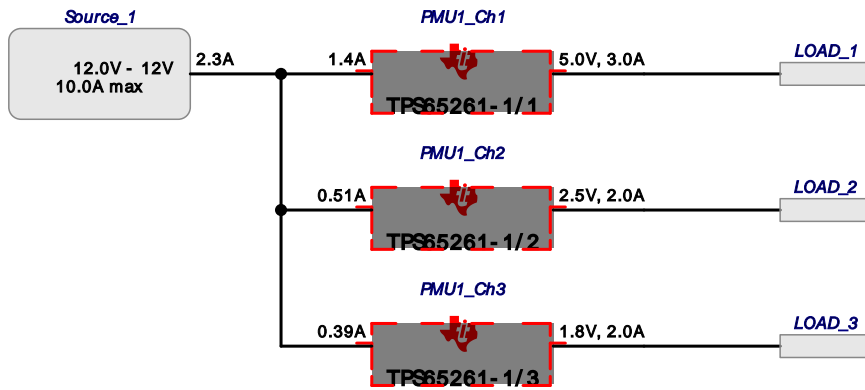 Source_1
PMU1_Ch1
LOAD_1
12.0V - 12V
10.0A max
2.3A
1.4A
5.0V, 3.0A
TPS65261-1/1
PMU1_Ch2
LOAD_2
0.51A
2.5V, 2.0A
TPS65261-1/2
PMU1_Ch3
LOAD_3
0.39A
1.8V, 2.0A
TPS65261-1/3